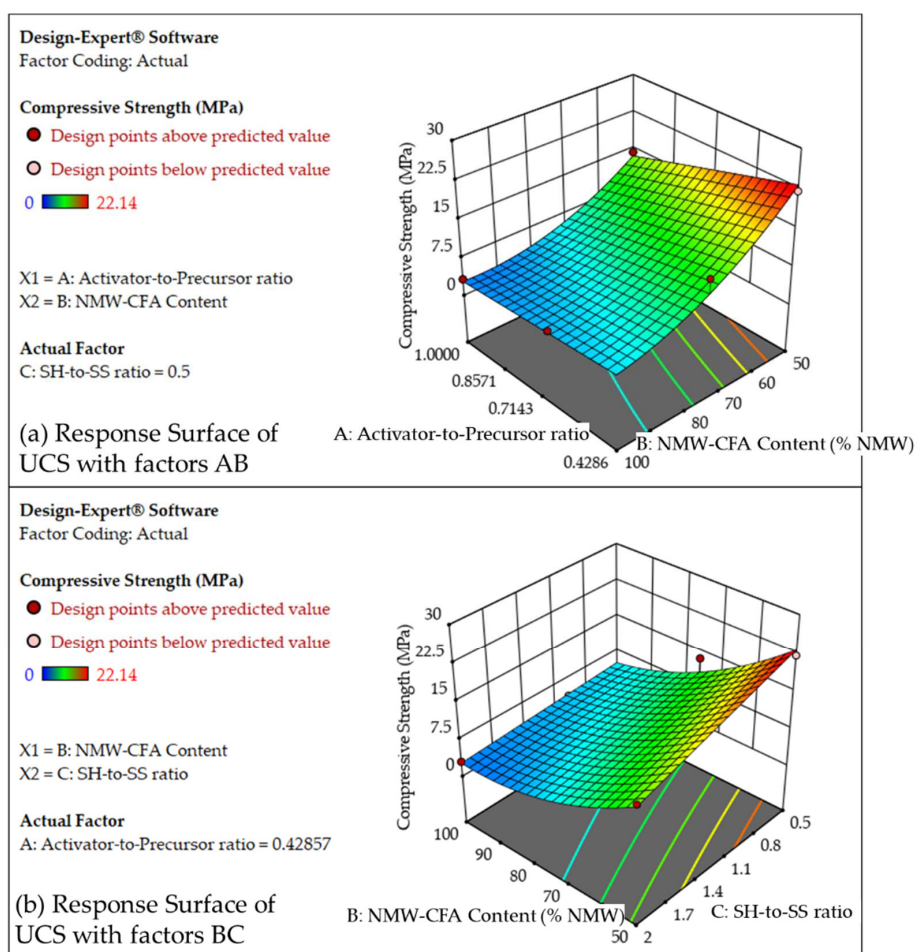 Design-Expert® Software
Factor Coding: Actual
Compressive Strength (MPa)
Design points above predicted value
Design points below predicted value
0 22.14
X1 = A: Activator-to-Precursor ratio
X2 = B: NMW-CFA Content
Actual Factor
C: SH-to-SS ratio = 0.5
(a) Response Surface of
UCS with factors AB
Compressive Strength (MPa)
30
22.5
15
7.5
0
1.0000
0.8571
0.7143
0.4286
A: Activator-to-Precursor ratio
100
80
70
60
50
B: NMW-CFA Content (% NMW)
Design-Expert® Software
Factor Coding: Actual
Compressive Strength (MPa)
Design points above predicted value
Design points below predicted value
0 22.14
X1 = B: NMW-CFA Content
X2 = C: SH-to-SS ratio
Actual Factor
A: Activator-to-Precursor ratio = 0.42857
(b) Response Surface of
UCS with factors BC
Compressive Strength (MPa)
30
22.5
15
7.5
0
100
90
80
70
50
B: NMW-CFA Content (% NMW)
2
1.7
1.4
1.1
0.8
0.5
C: SH-to-SS ratio